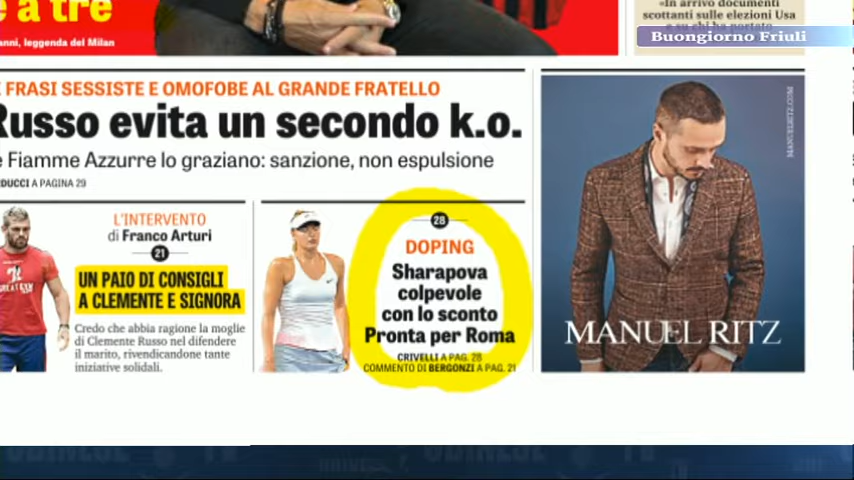 è a tre
anni, leggenda del Milan
«In arrivo documenti
scottanti sulle elezioni Usa
e su chi ha portato
Buongiorno Friuli
FRASI SESSISTE E OMOFOBE AL GRANDE FRATELLO
Russo evita un secondo k.o.
e Fiamme Azzurre lo graziano: sanzione, non espulsione
DUCCI A PAGINA 29
L'INTERVENTO
di Franco Arturi
21
UN PAIO DI CONSIGLI
A CLEMENTE E SIGNORA
Credo che abbia ragione la moglie
di Clemente Russo nel difendere
il marito, rivendicandone tante
iniziative solidali.
28
DOPING
Sharapova
colpevole
con lo sconto
Pronta per Roma
CRIVELLI A PAG. 28
COMMENTO DI BERGONZI A PAG. 21
MANUELRITZ.COM
MANUEL RITZ